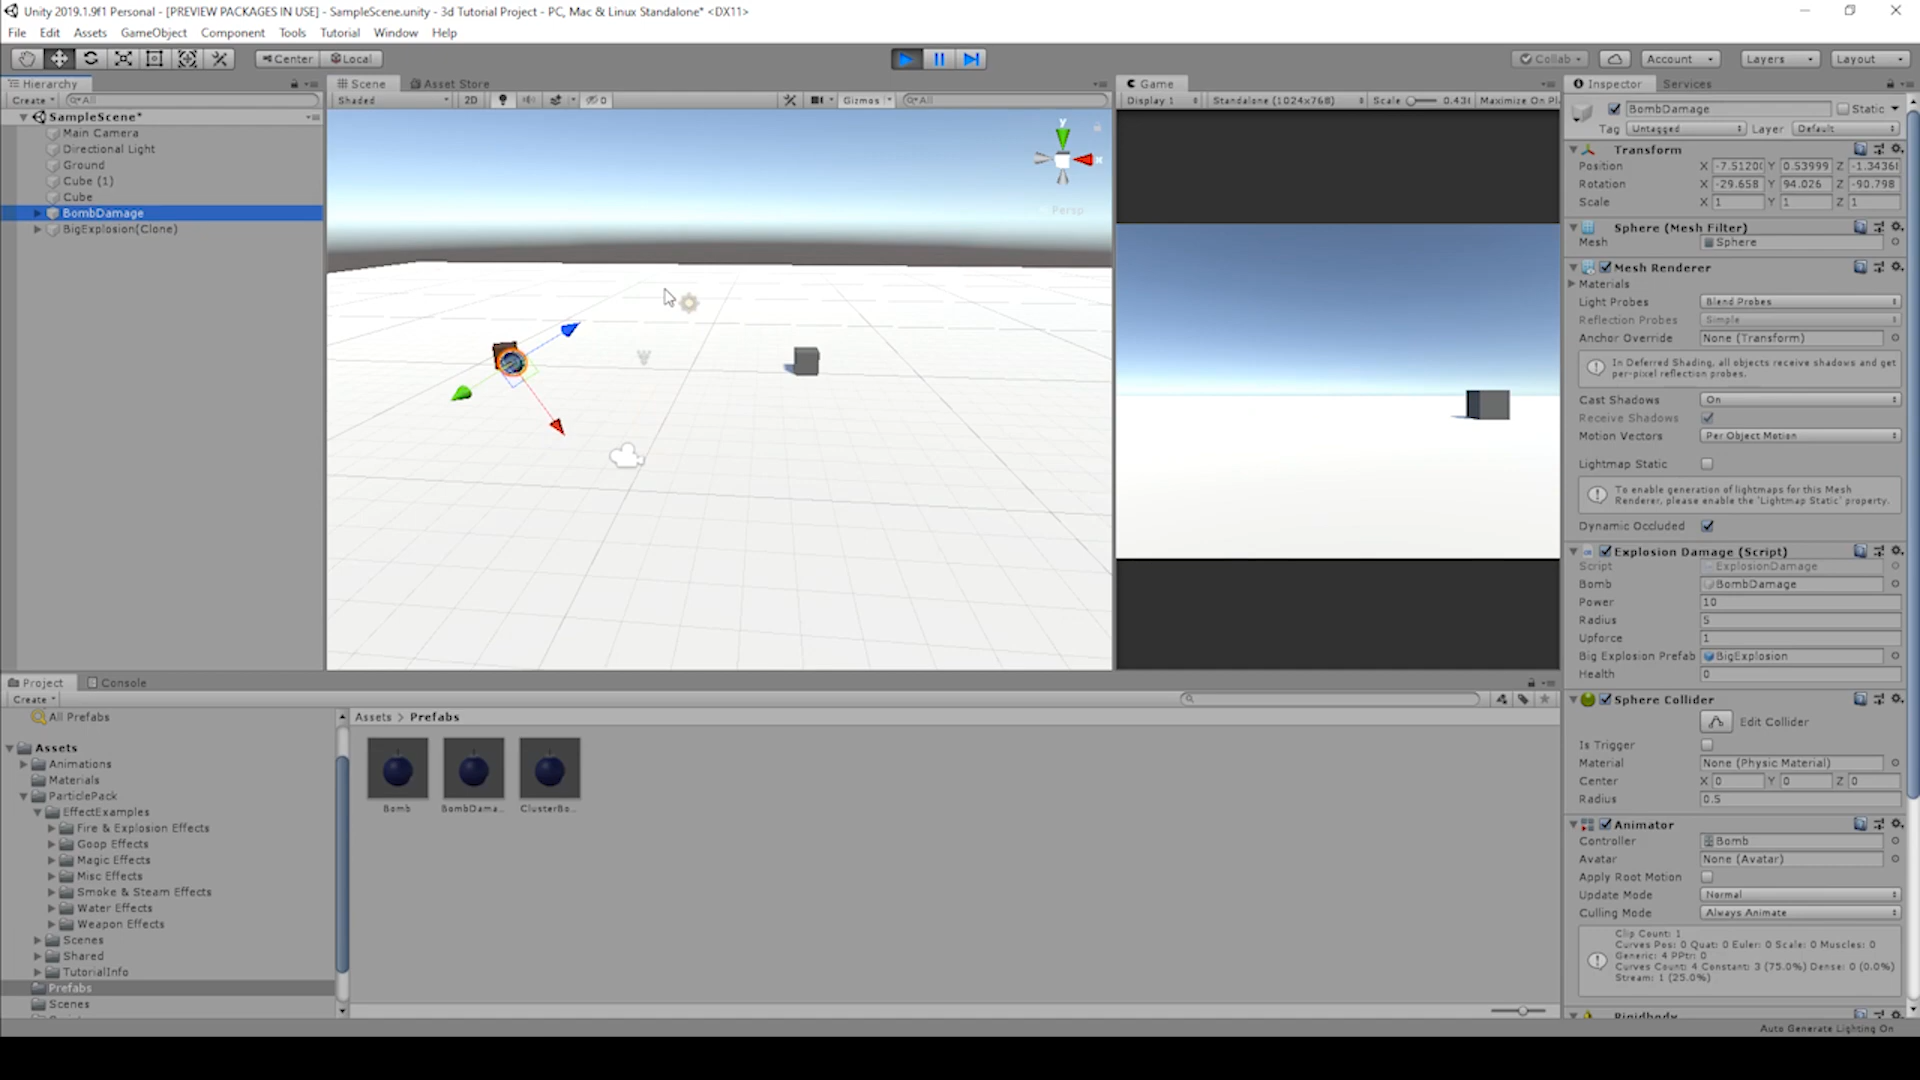 Unity 2019.1.9f1 Personal - [PREVIEW PACKAGES IN USE] - SampleScene.unity - 3d Tutorial Project - PC, Mac & Linux Standalone* <DX11>
File Edit Assets GameObject Component Tools Tutorial Window Help
Center Local Collab Account Layers Layout
Hierarchy
Create All
SampleScene*
Main Camera
Directional Light
Ground
Cube (1)
Cube
BombDamage
BigExplosion(Clone)
Scene Asset Store
Shaded 2D 0 Gizmos All
y
x
Persp
Game
Display 1 Standalone (1024x768) Scale 0.431 Maximize On Pl
Inspector Services
BombDamage Static
Tag Untagged Layer Default
Transform
Position X -7.5120 Y 0.53999 Z -1.3436
Rotation X -29.658 Y 94.026 Z -90.798
Scale X 1 Y 1 Z 1
Sphere (Mesh Filter)
Mesh Sphere
Mesh Renderer
Materials
Light Probes Blend Probes
Reflection Probes Simple
Anchor Override None (Transform)
In Deferred Shading, all objects receive shadows and get
per-pixel reflection probes.
Cast Shadows On
Receive Shadows
Motion Vectors Per Object Motion
Lightmap Static
To enable generation of lightmaps for this Mesh
Renderer, please enable the 'Lightmap Static' property.
Dynamic Occluded
Explosion Damage (Script)
Script ExplosionDamage
Bomb BombDamage
Power 10
Radius 5
Upforce 1
Big Explosion Prefab BigExplosion
Health 0
Sphere Collider
Edit Collider
Is Trigger
Material None (Physic Material)
Center X 0 Y 0 Z 0
Radius 0.5
Animator
Controller Bomb
Avatar None (Avatar)
Apply Root Motion
Update Mode Normal
Culling Mode Always Animate
Clip Count: 1
Curves Pos: 0 Quat: 0 Euler: 0 Scale: 0 Muscles: 0
Generic: 4 PPtr: 0
Curves Count: 4 Constant: 3 (75.0%) Dense: 0 (0.0%)
Stream: 1 (25.0%)
Rigidbody
Project Console
Create
All Prefabs
Assets
Animations
Materials
ParticlePack
EffectExamples
Fire & Explosion Effects
Goop Effects
Magic Effects
Misc Effects
Smoke & Steam Effects
Water Effects
Weapon Effects
Scenes
Shared
TutorialInfo
Prefabs
Scenes
Assets > Prefabs
Bomb BombDama... ClusterBo...
Auto Generate Lighting On